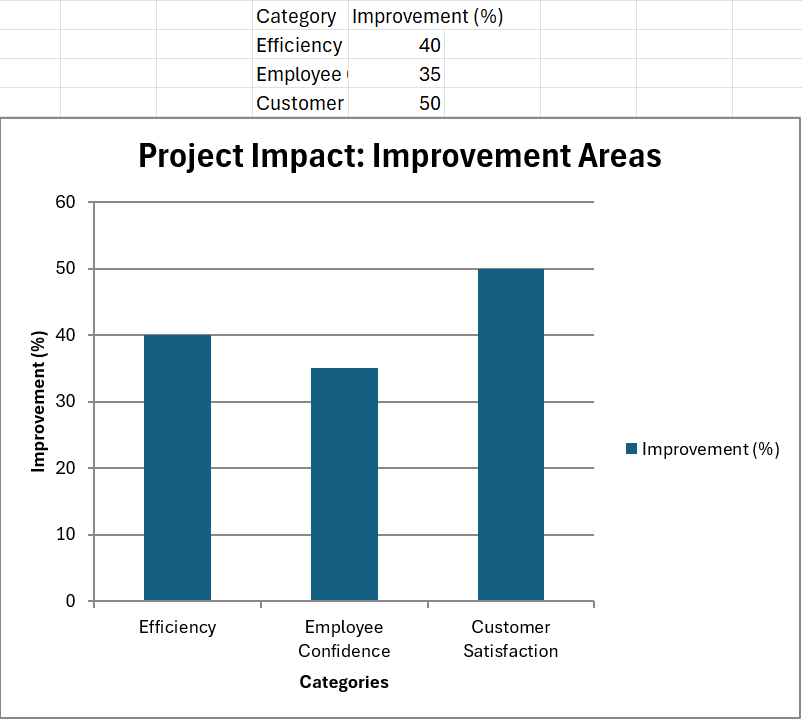 Category Improvement (%)
Efficiency 40
Employee 35
Customer 50
Project Impact: Improvement Areas
60
50
40
30
20
10
0
Improvement (%)
Improvement (%)
Efficiency Employee Confidence Customer Satisfaction
Categories